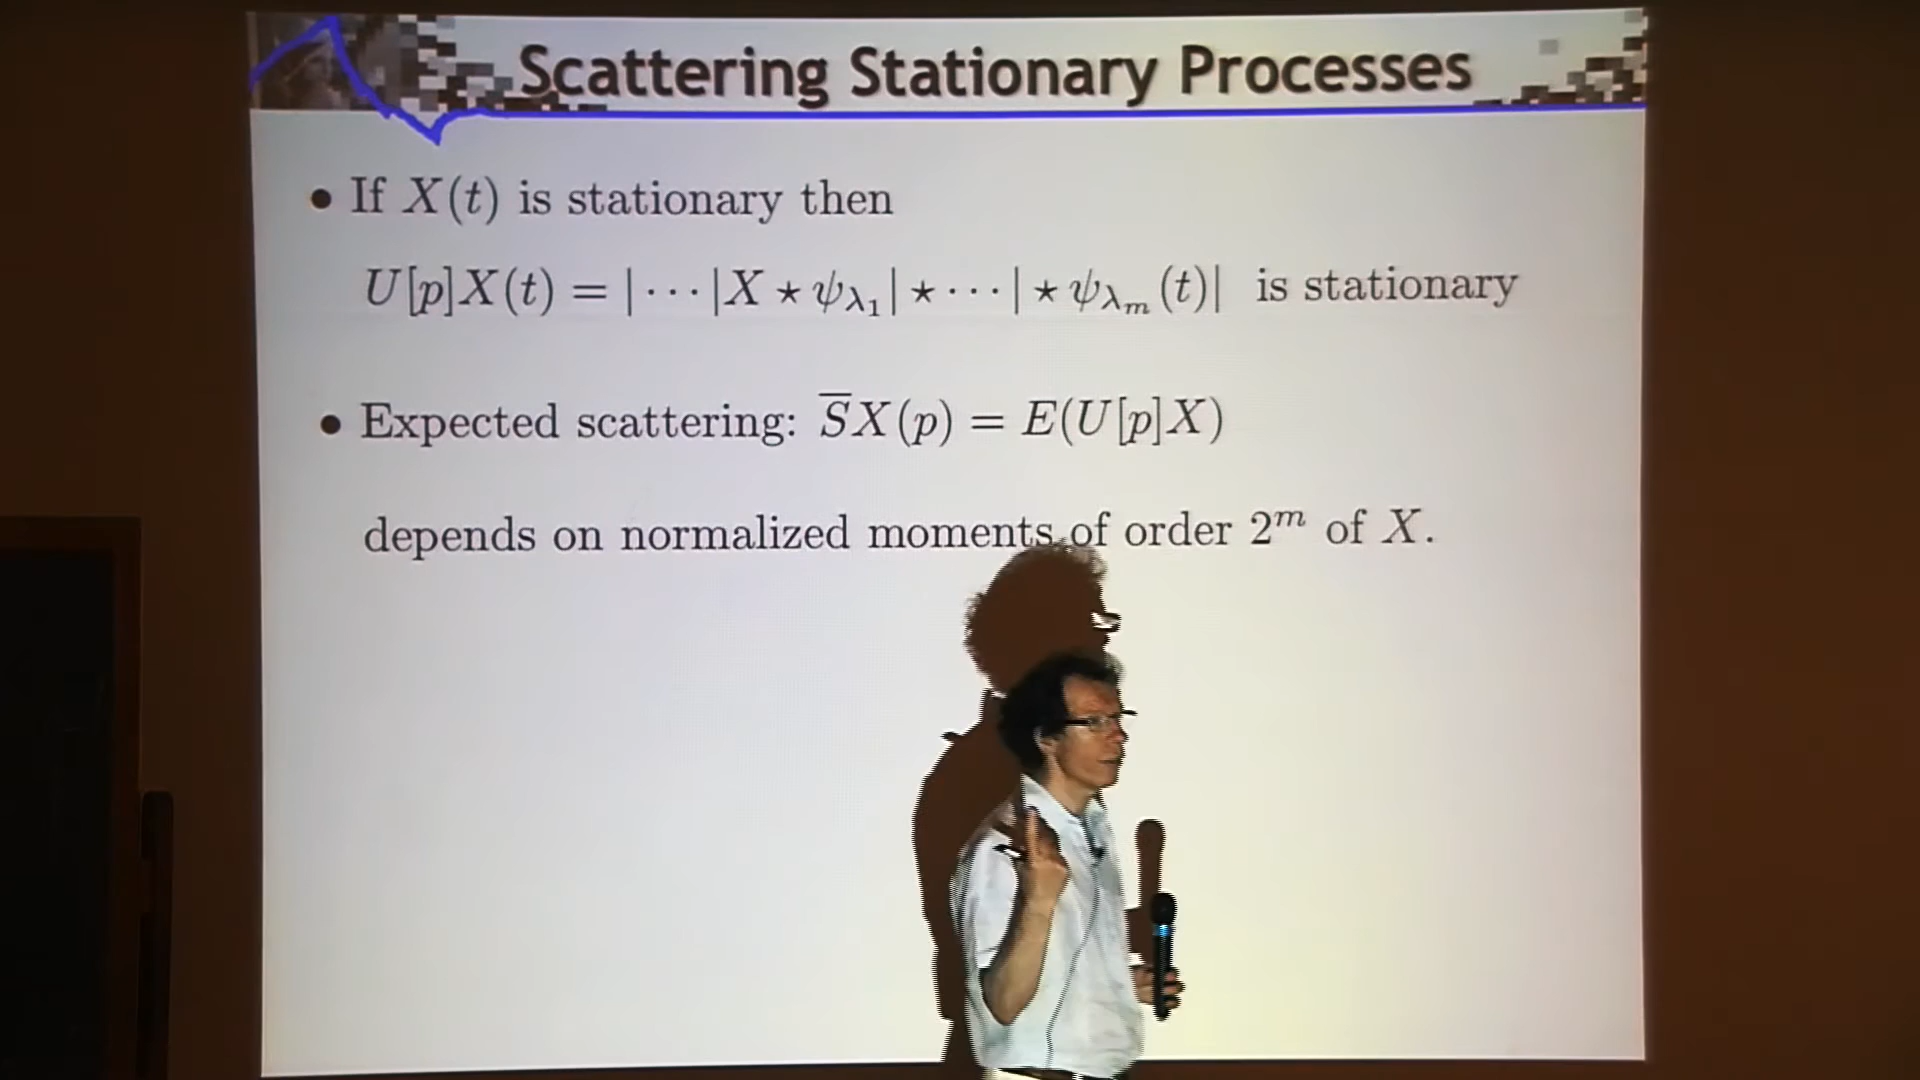 Scattering Stationary Processes
• If X(t) is stationary then
U[p]X(t) = | ··· |X ⋆ ψ_{λ_1}| ⋆ ··· | ⋆ ψ_{λ_m}(t)| is stationary
• Expected scattering: S̅X(p) = E(U[p]X)
depends on normalized moments of order 2^m of X.